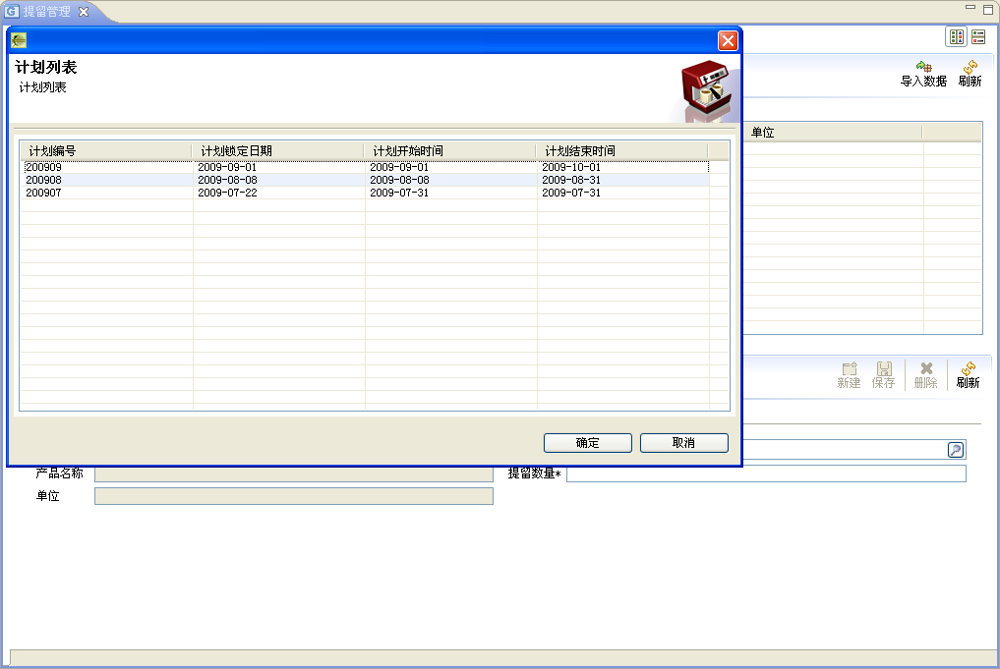 提留管理
计划列表
计划列表
导入数据 刷新
单位
计划编号 计划锁定日期 计划开始时间 计划结束时间
200909 2009-09-01 2009-09-01 2009-10-01
200908 2009-08-08 2009-08-08 2009-08-31
200907 2009-07-22 2009-07-31 2009-07-31
新建 保存 删除 刷新
确定 取消
产品名称 提留数量*
单位